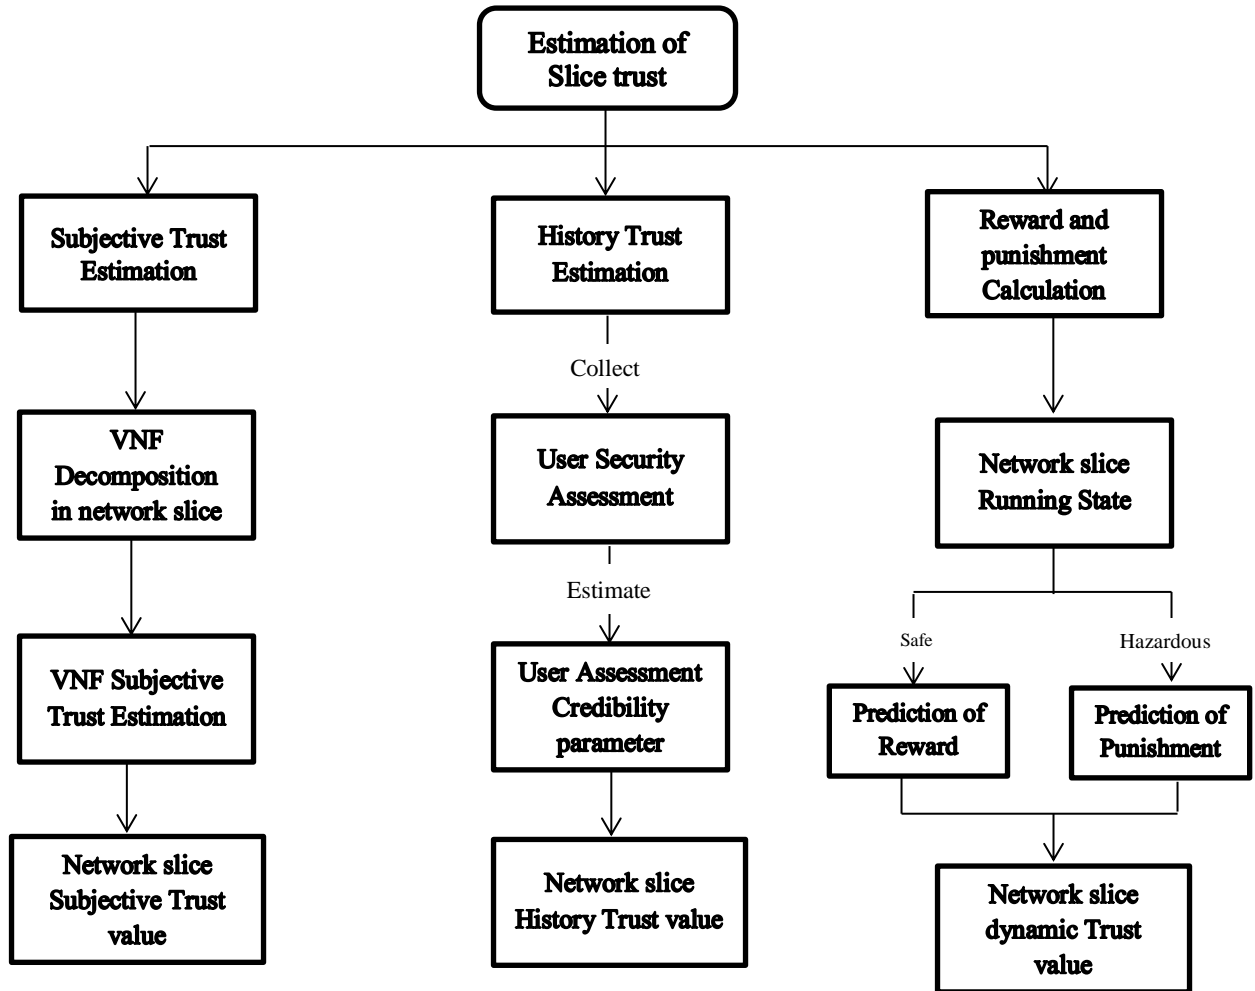 Estimation of
Slice trust
Subjective Trust
Estimation
History Trust
Estimation
Reward and
punishment
Calculation
Collect
VNF
Decomposition
in network slice
User Security
Assessment
Network slice
Running State
Estimate
Safe
Hazardous
VNF Subjective
Trust Estimation
User Assessment
Credibility
parameter
Prediction of
Reward
Prediction of
Punishment
Network slice
Subjective Trust
value
Network slice
History Trust value
Network slice
dynamic Trust
value